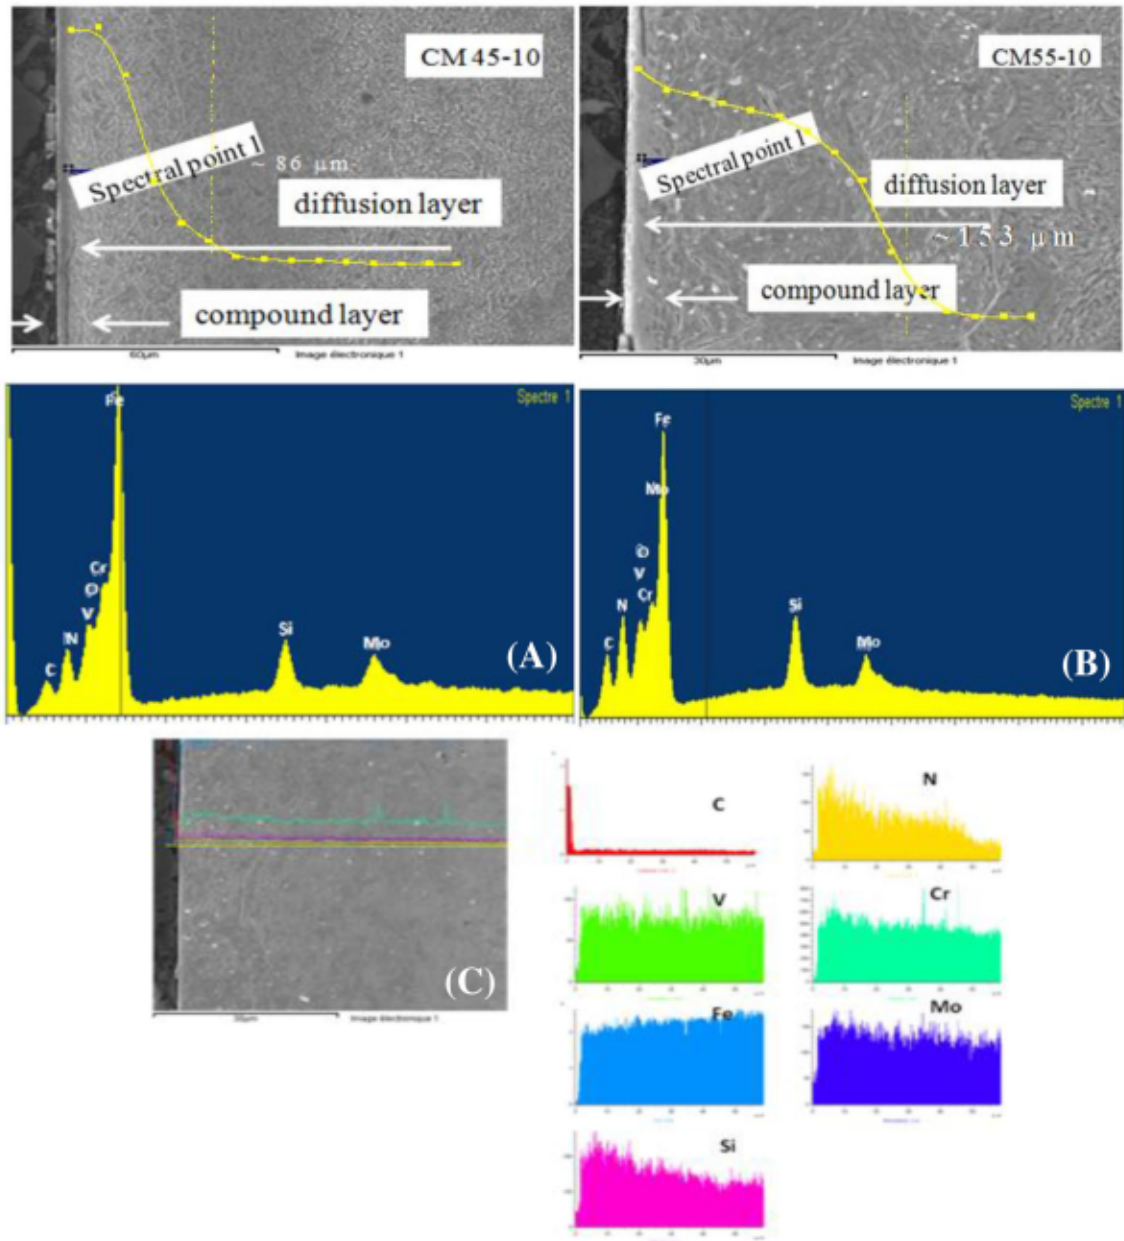 CM 45-10
Spectral point 1
~ 86 µm
diffusion layer
compound layer
60µm
Image électronique 1
CM55-10
Spectral point 1
diffusion layer
~ 153 µm
compound layer
30µm
Image électronique 1
Spectre 1
Fe
Cr
O
V
N
C
Si
Mo
(A)
Spectre 1
Fe
Mo
O
V
Cr
N
C
Si
Mo
(B)
(C)
30µm
Image électronique 1
C
N
V
Cr
Fe
Mo
Si